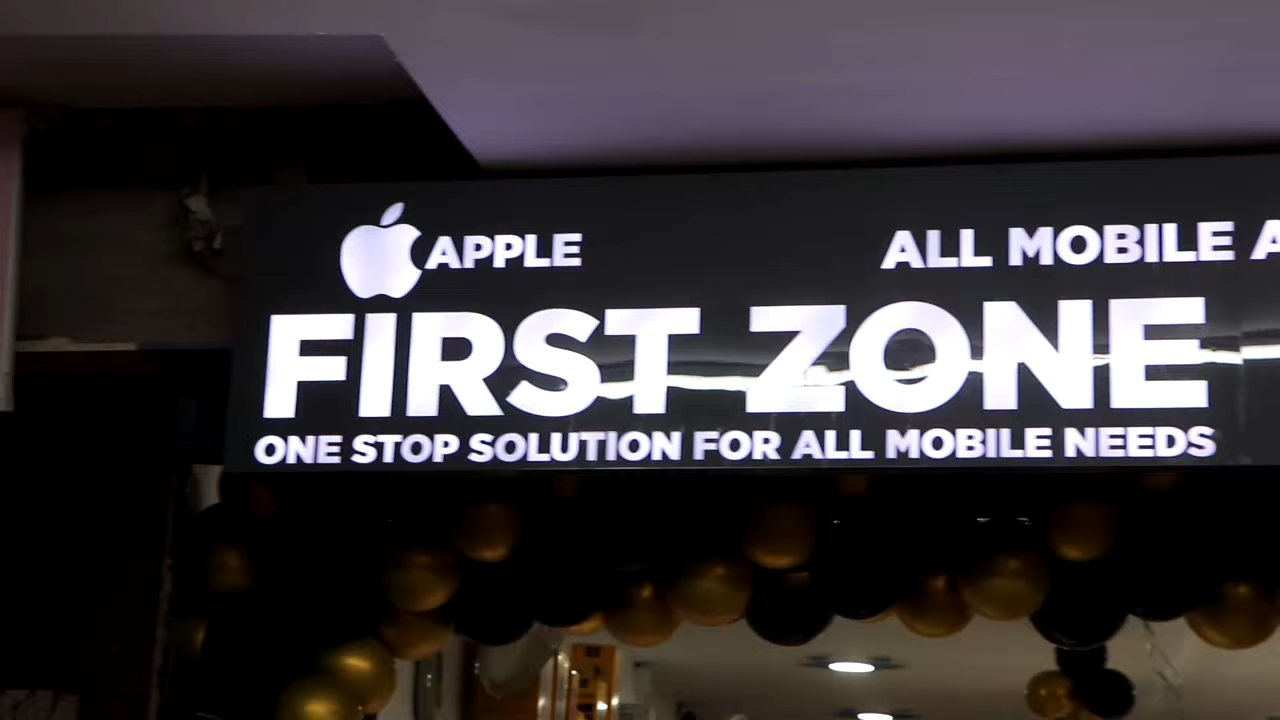 APPLE
ALL MOBILE
FIRST ZONE
ONE STOP SOLUTION FOR ALL MOBILE NEEDS